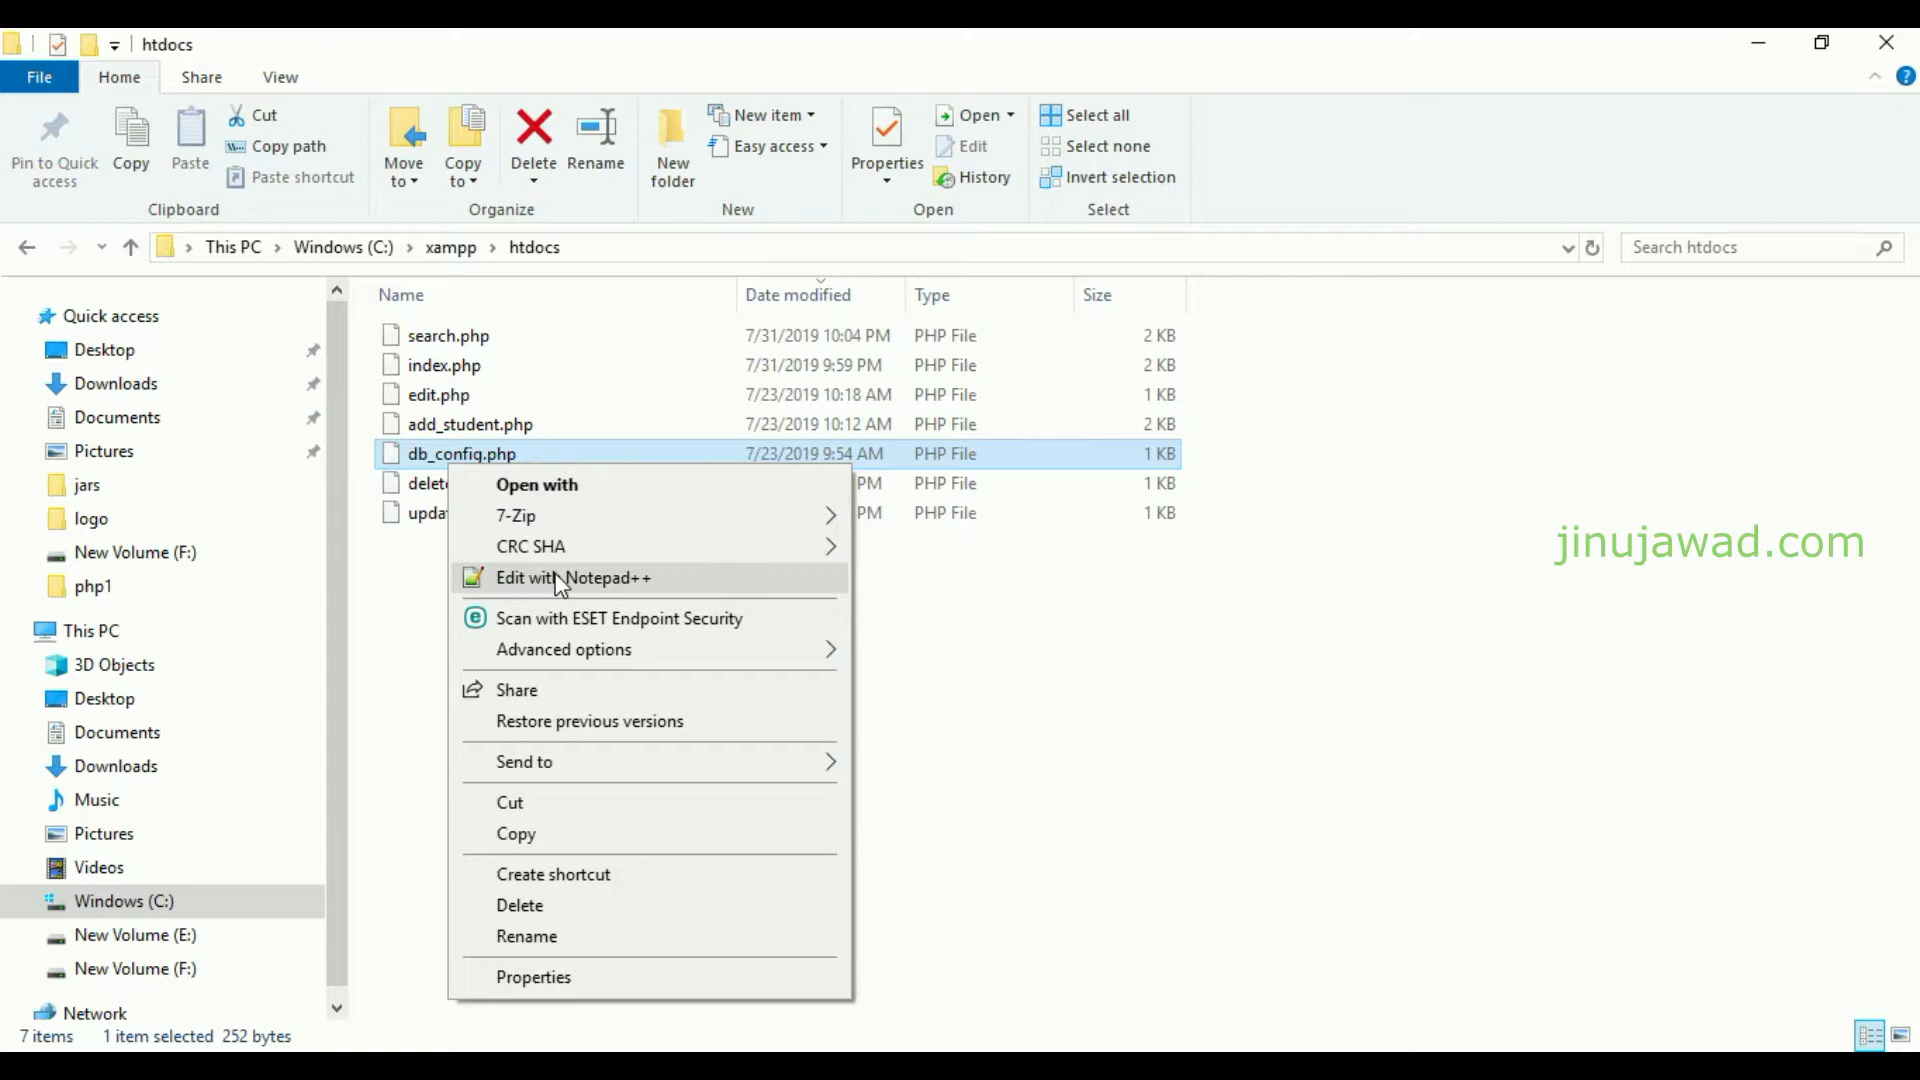 htdocs
File Home Share View
Pin to Quick access
Copy
Paste
Cut
Copy path
Paste shortcut
Clipboard
Move to
Copy to
Delete
Rename
Organize
New folder
New item
Easy access
New
Properties
Open
Edit
History
Open
Select all
Select none
Invert selection
Select
This PC > Windows (C:) > xampp > htdocs
Search htdocs
Quick access
Desktop
Downloads
Documents
Pictures
jars
logo
New Volume (F:)
php1
This PC
3D Objects
Desktop
Documents
Downloads
Music
Pictures
Videos
Windows (C:)
New Volume (E:)
New Volume (F:)
Network
Name Date modified Type Size
search.php 7/31/2019 10:04 PM PHP File 2 KB
index.php 7/31/2019 9:59 PM PHP File 2 KB
edit.php 7/23/2019 10:18 AM PHP File 1 KB
add_student.php 7/23/2019 10:12 AM PHP File 2 KB
db_config.php 7/23/2019 9:54 AM PHP File 1 KB
delet PM PHP File 1 KB
upda PM PHP File 1 KB
Open with
7-Zip
CRC SHA
Edit with Notepad++
Scan with ESET Endpoint Security
Advanced options
Share
Restore previous versions
Send to
Cut
Copy
Create shortcut
Delete
Rename
Properties
jinujawad.com
7 items 1 item selected 252 bytes